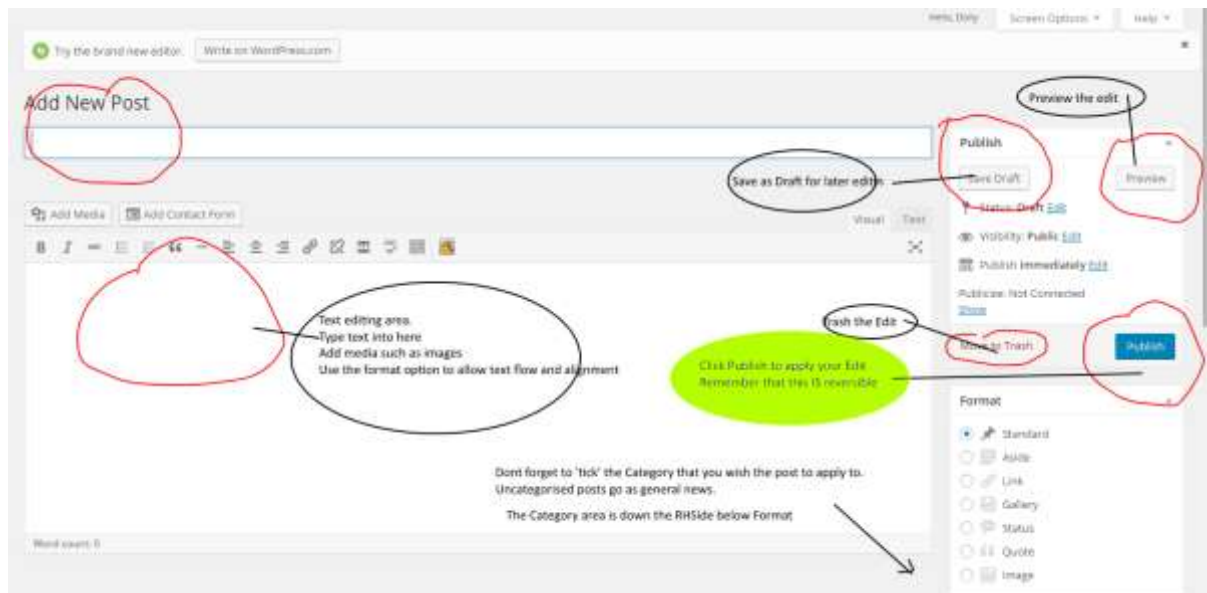 Hello, Dolly
Screen Options
Help
Try the brand new editor.
Write on WordPress.com
Add New Post
Preview the edit
Publish
Save as Draft for later editin
Save Draft
Preview
Add Media
Add Contact Form
Visual
Text
Status: Draft Edit
B I
Visibility: Public Edit
Publish immediately Edit
Publicize: Not Connected
Show
Text editing area.
Type text into here
Add media such as images
Use the format option to allow text flow and alignment
Trash the Edit
Move to Trash
Publish
Click Publish to apply your Edit
Remember that this IS reversible
Format
Standard
Aside
Link
Gallery
Status
Quote
Image
Dont forget to 'tick' the Category that you wish the post to apply to.
Uncategorised posts go as general news.
The Category area is down the RHSide below Format
Word count: 0